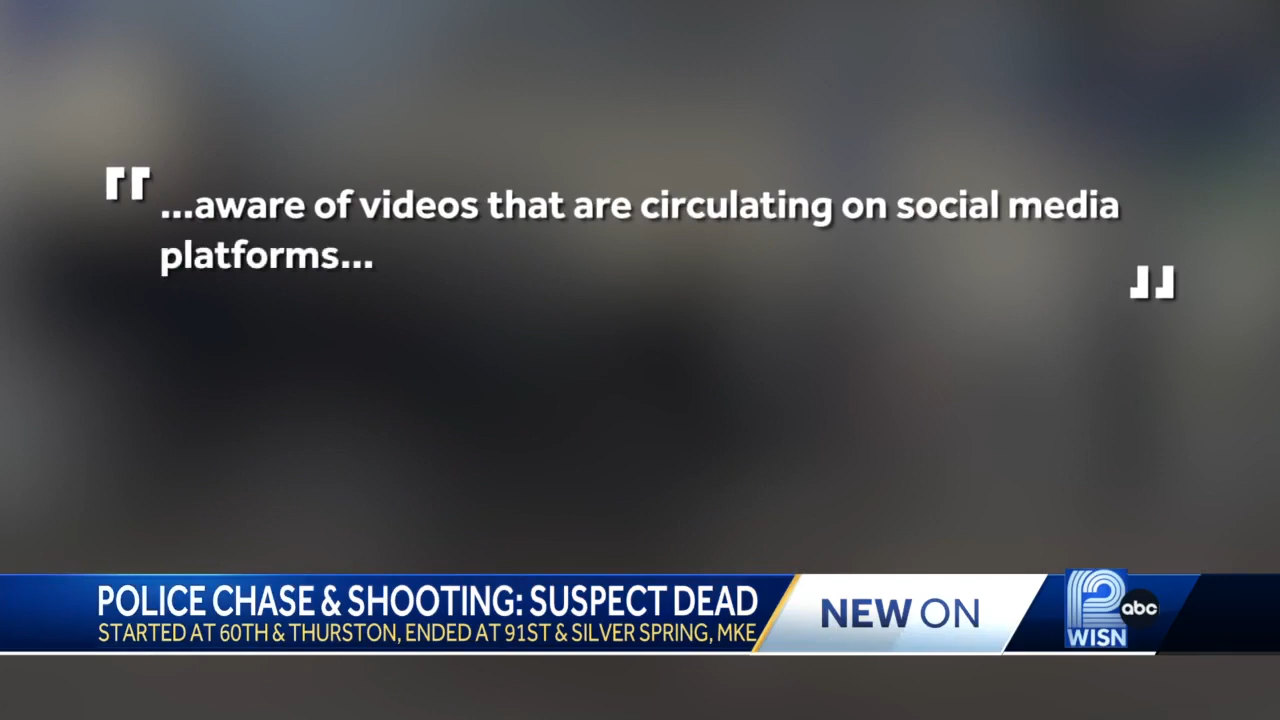 「「 ...aware of videos that are circulating on social media
platforms... 」」
POLICE CHASE & SHOOTING: SUSPECT DEAD
STARTED AT 60TH & THURSTON, ENDED AT 91ST & SILVER SPRING, MKE
NEW ON
12
abc
WISN